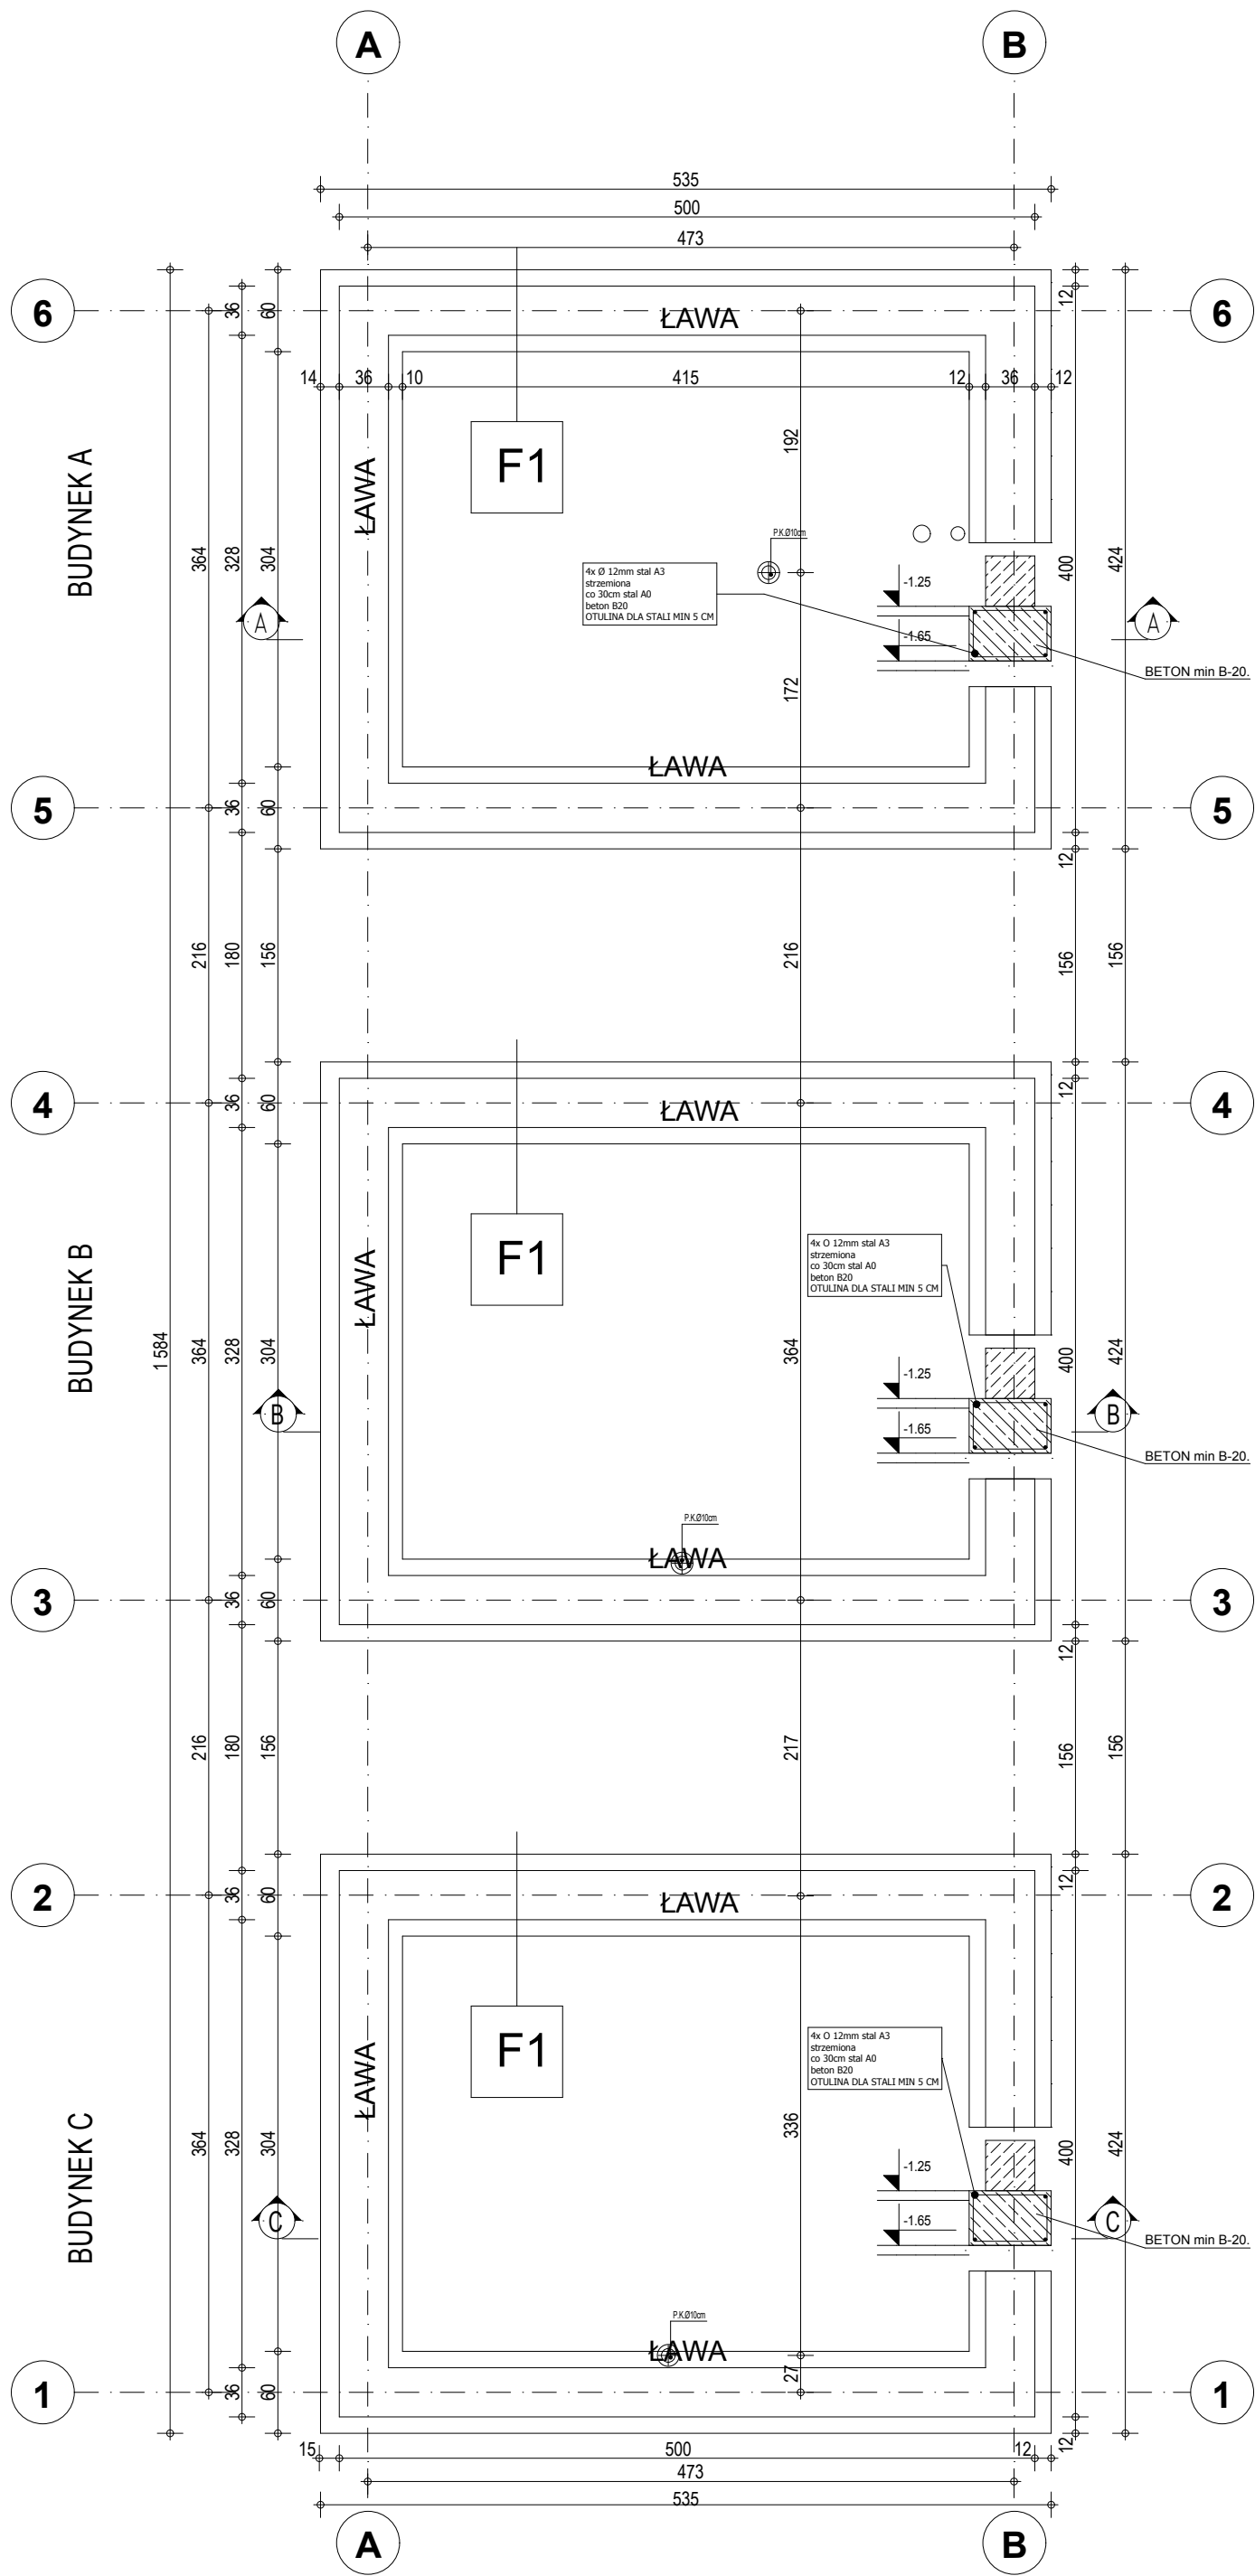 A
B
535
500
473
6
36
60
12
6
ŁAWA
14
36
10
415
12
36
12
BUDYNEK A
ŁAWA
F1
192
P.K.Ø10cm
364
328
304
400
424
4x Ø 12mm stal A3
strzemiona
co 30cm stal A0
beton B20
OTULINA DLA STALI MIN 5 CM
-1.25
-1.65
A
A
BETON min B-20.
172
ŁAWA
5
36
60
5
12
216
180
156
216
156
156
4
36
60
12
4
ŁAWA
BUDYNEK B
ŁAWA
F1
4x O 12mm stal A3
strzemiona
co 30cm stal A0
beton B20
OTULINA DLA STALI MIN 5 CM
1 584
364
328
304
364
400
424
-1.25
-1.65
B
B
BETON min B-20.
P.K.Ø10cm
ŁAWA
3
36
60
3
12
216
180
156
217
156
156
2
36
60
12
2
ŁAWA
BUDYNEK C
ŁAWA
F1
4x O 12mm stal A3
strzemiona
co 30cm stal A0
beton B20
OTULINA DLA STALI MIN 5 CM
364
328
304
336
400
424
-1.25
-1.65
C
C
BETON min B-20.
P.K.Ø10cm
ŁAWA
27
1
36
60
1
12
15
500
12
473
535
A
B